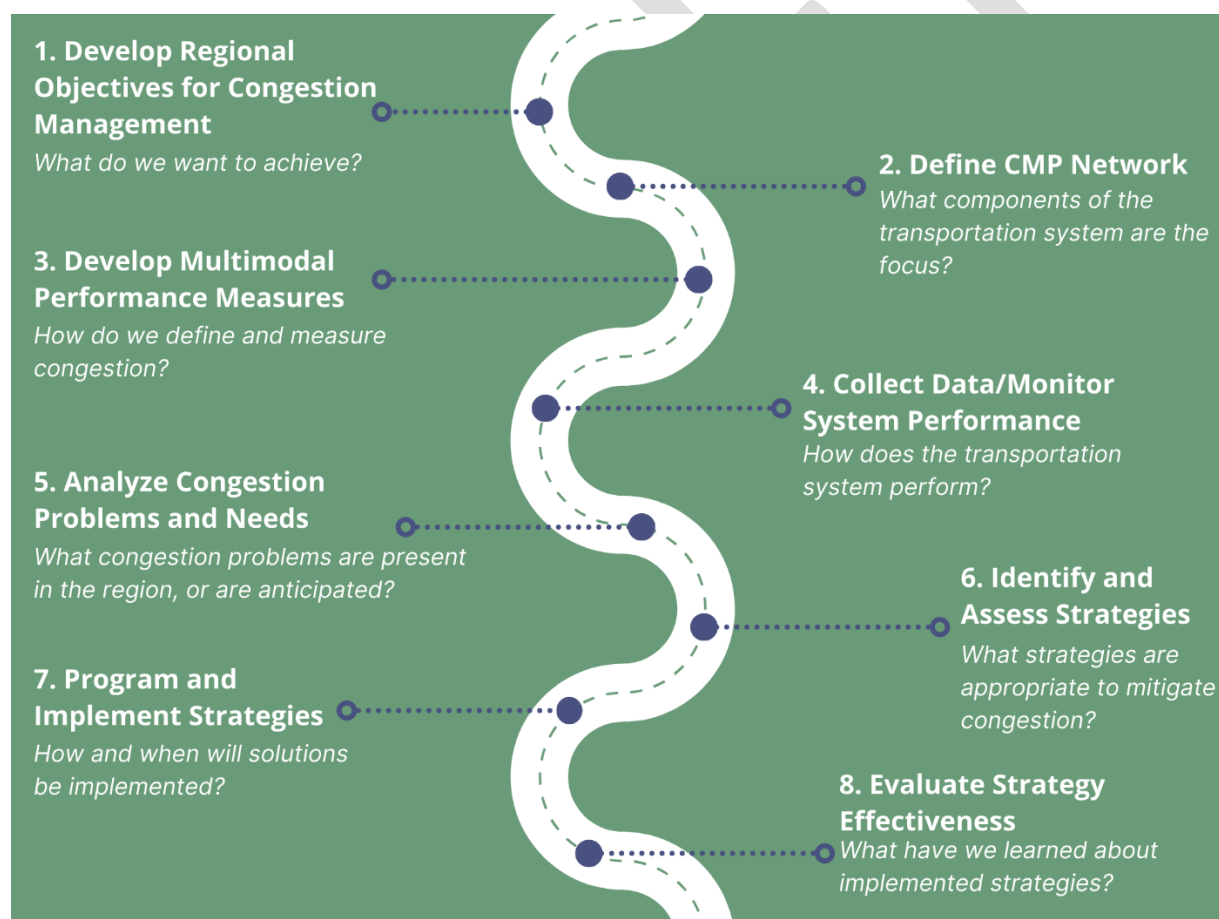 1. Develop Regional
Objectives for Congestion
Management
What do we want to achieve?
2. Define CMP Network
What components of the
transportation system are the
focus?
3. Develop Multimodal
Performance Measures
How do we define and measure
congestion?
4. Collect Data/Monitor
System Performance
How does the transportation
system perform?
5. Analyze Congestion
Problems and Needs
What congestion problems are present
in the region, or are anticipated?
6. Identify and
Assess Strategies
What strategies are
appropriate to mitigate
congestion?
7. Program and
Implement Strategies
How and when will solutions
be implemented?
8. Evaluate Strategy
Effectiveness
What have we learned about
implemented strategies?